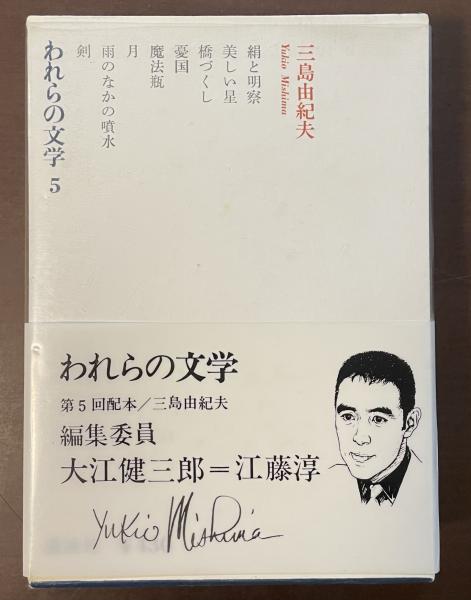 三島由紀夫
Yukio Mishima
絹と明察
美しい星
橋づくし
憂国
魔法瓶
月
雨のなかの噴水
剣
われらの文学 5
われらの文学
第5回配本/三島由紀夫
編集委員
大江健三郎=江藤淳
Yukio Mishima